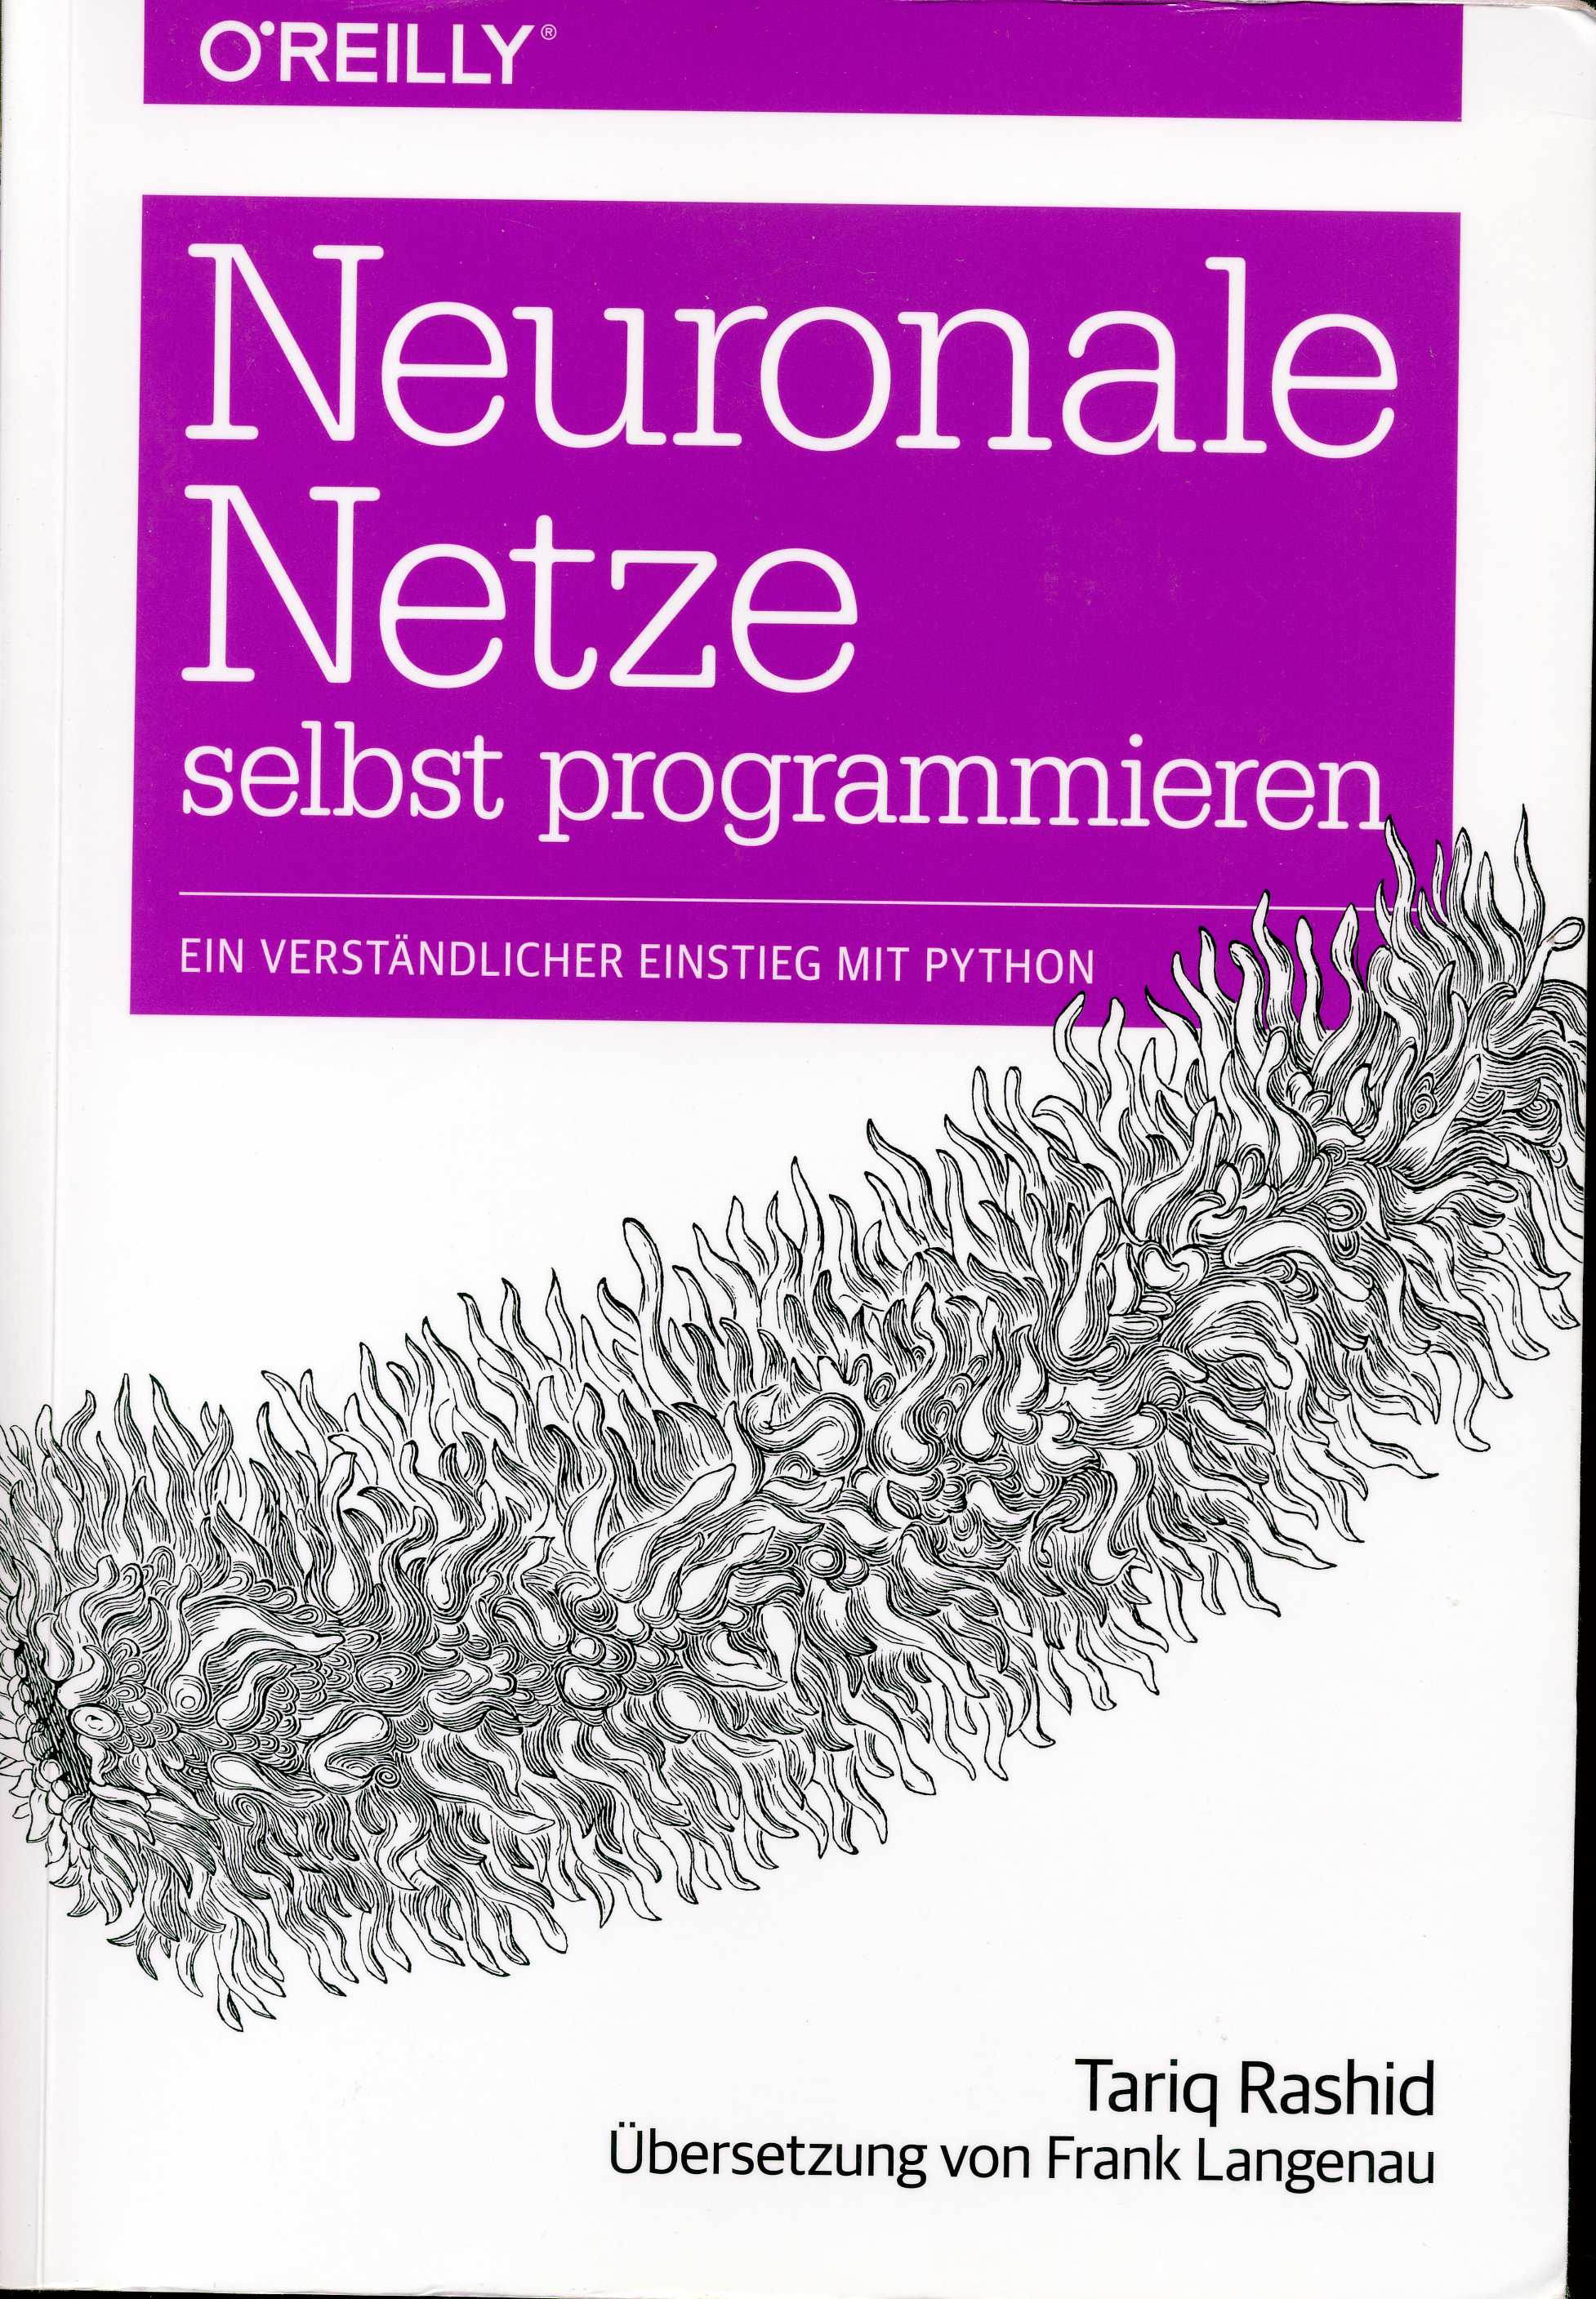 O'REILLY®
Neuronale
Netze
selbst programmieren
EIN VERSTÄNDLICHER EINSTIEG MIT PYTHON
Tariq Rashid
Übersetzung von Frank Langenau